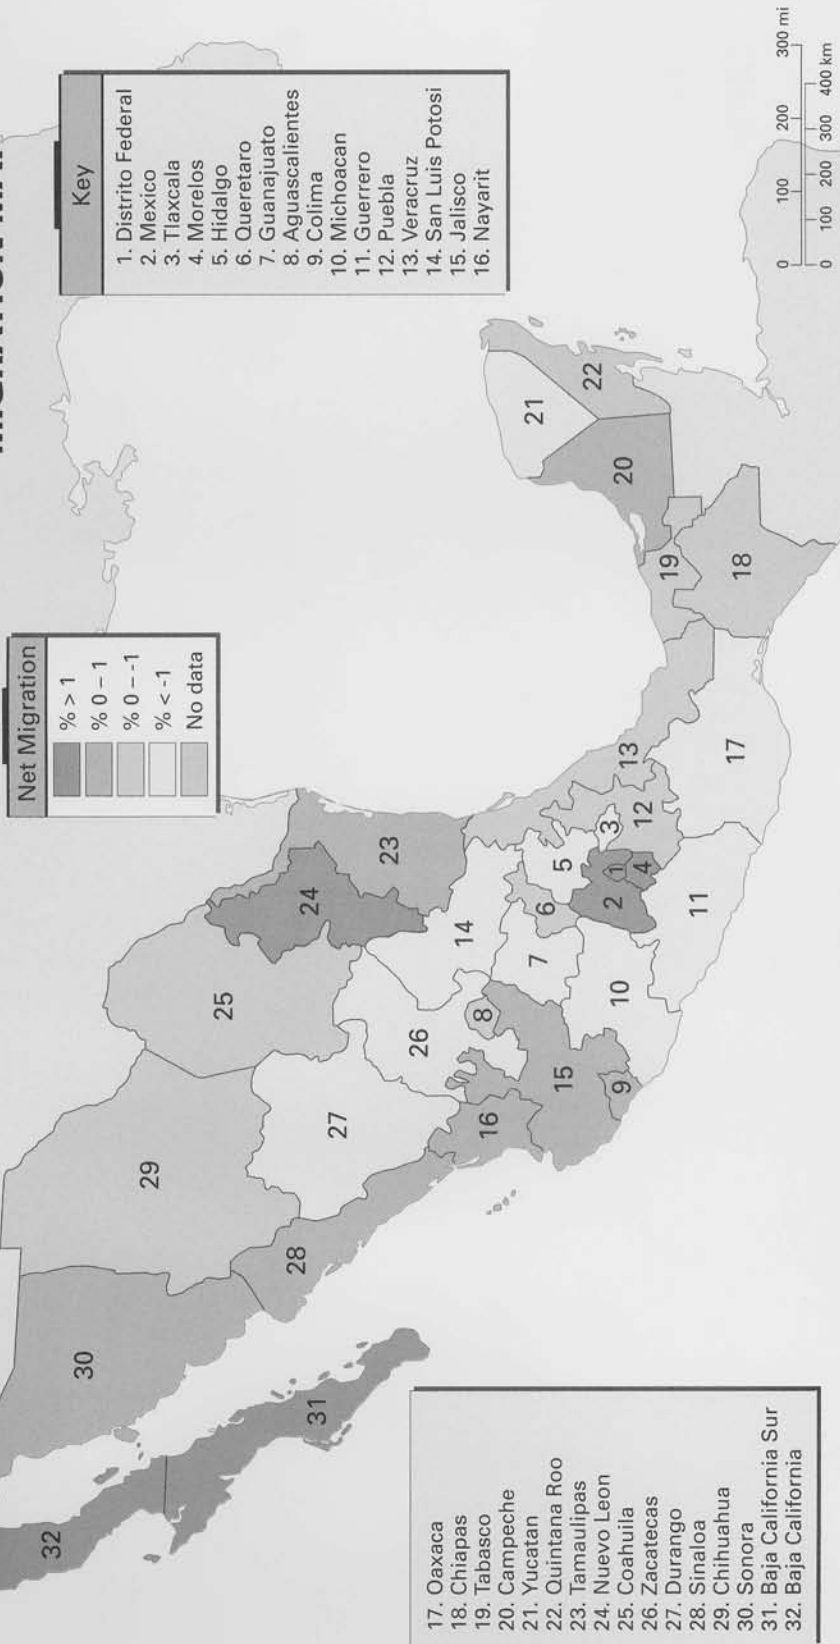 MIGRATION MAP
Net Migration
% > 1
% 0 – 1
% 0 – -1
% < -1
No data
Key
1. Distrito Federal
2. Mexico
3. Tlaxcala
4. Morelos
5. Hidalgo
6. Queretaro
7. Guanajuato
8. Aguascalientes
9. Colima
10. Michoacan
11. Guerrero
12. Puebla
13. Veracruz
14. San Luis Potosi
15. Jalisco
16. Nayarit
32
30
29
25
24
23
31
28
27
26
14
16
8
15
9
7
6
5
10
2
1
4
3
12
13
11
17
21
22
20
19
18
17. Oaxaca
18. Chiapas
19. Tabasco
20. Campeche
21. Yucatan
22. Quintana Roo
23. Tamaulipas
24. Nuevo Leon
25. Coahuila
26. Zacatecas
27. Durango
28. Sinaloa
29. Chihuahua
30. Sonora
31. Baja California Sur
32. Baja California
0 100 200 300 mi
0 100 200 300 400 km